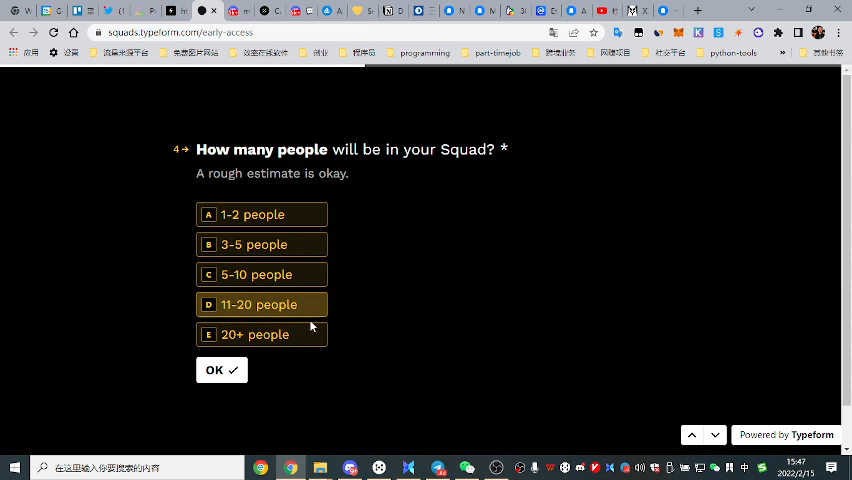 squads.typeform.com/early-access
应用
设置
流量来源平台
免费图片网站
效率在线软件
创业
程序员
programming
part-timejob
跨境业务
网赚项目
社交平台
python-tools
»
其他书签
4→ How many people will be in your Squad? *
A rough estimate is okay.
A 1-2 people
B 3-5 people
C 5-10 people
D 11-20 people
E 20+ people
OK ✓
Powered by Typeform
在这里输入你要搜索的内容
中
15:47
2022/2/15